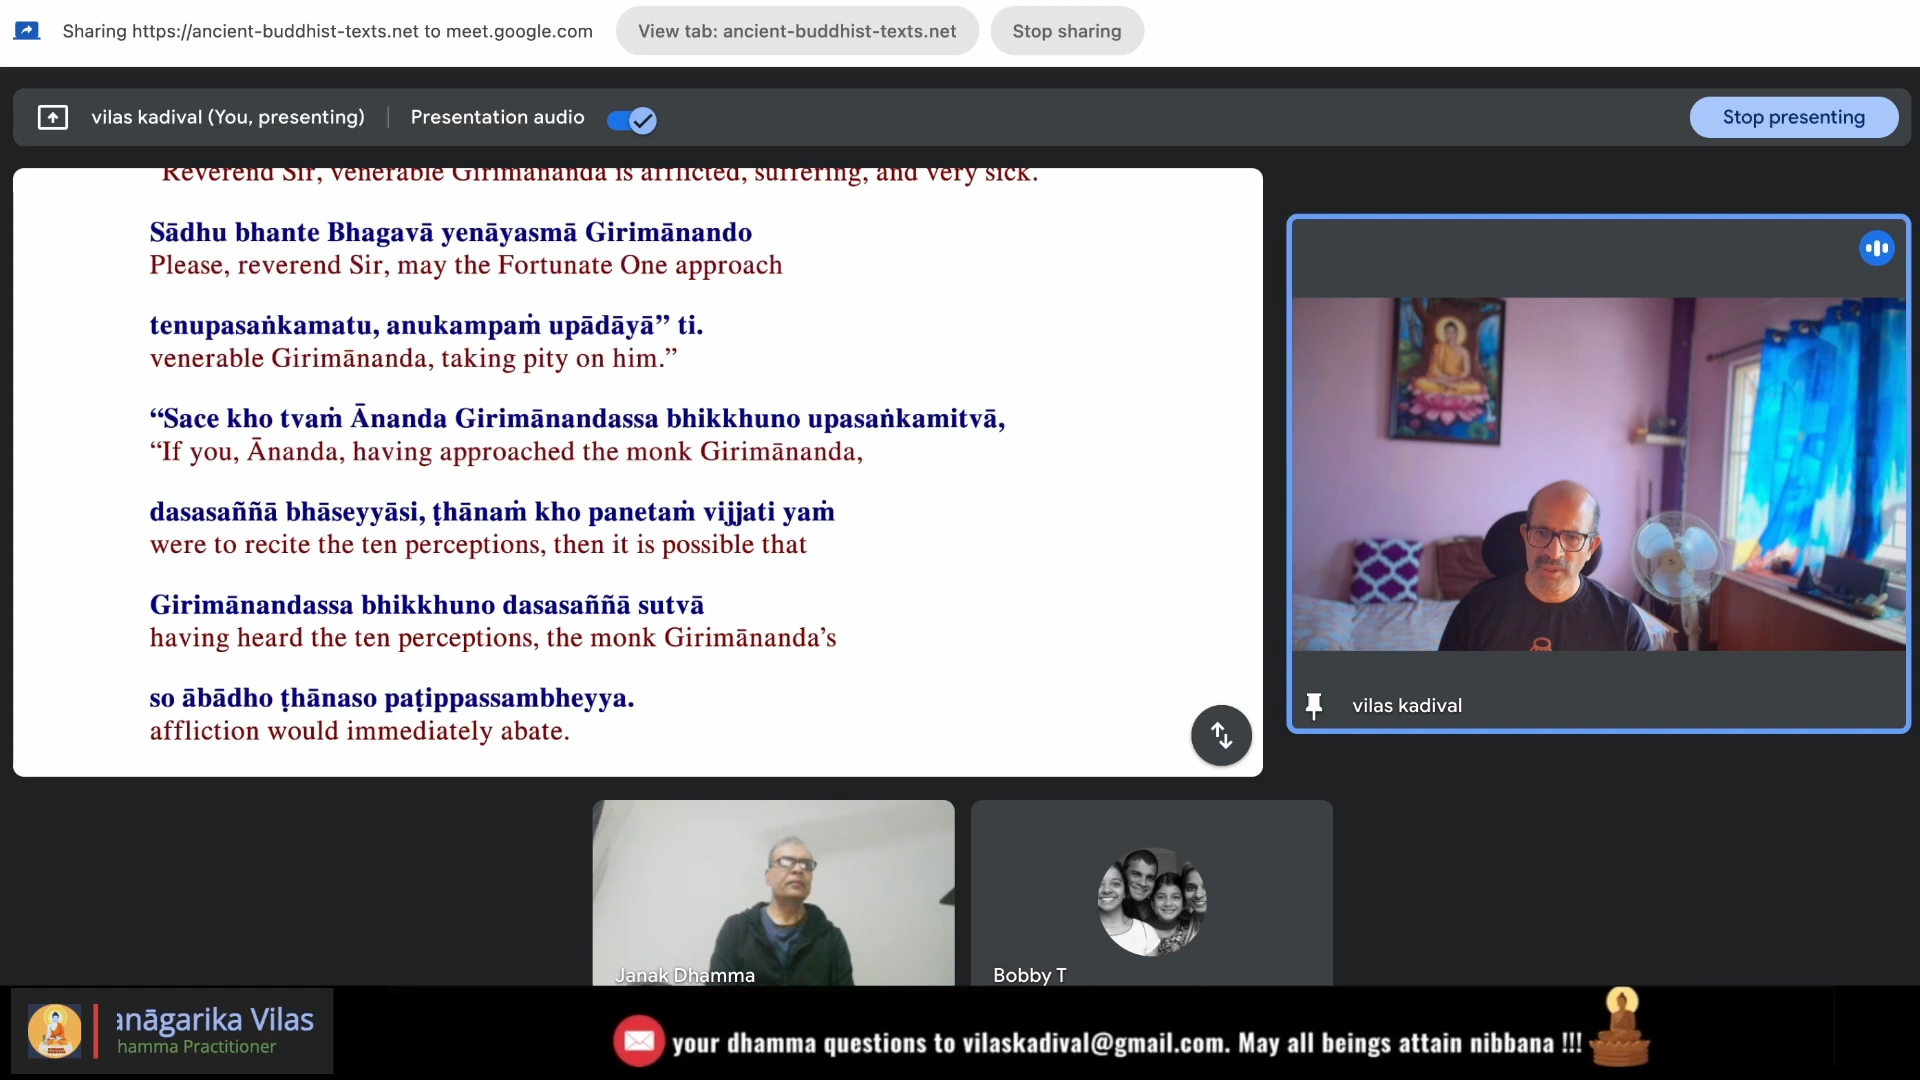 Sharing https://ancient-buddhist-texts.net to meet.google.com
View tab: ancient-buddhist-texts.net
Stop sharing
vilas kadival (You, presenting)
Presentation audio
Stop presenting
“Reverend Sir, venerable Girimānanda is afflicted, suffering, and very sick.
Sādhu bhante Bhagavā yenāyasmā Girimānando
Please, reverend Sir, may the Fortunate One approach
tenupasaṅkamatu, anukampaṁ upādāyā” ti.
venerable Girimānanda, taking pity on him.”
“Sace kho tvaṁ Ānanda Girimānandassa bhikkhuno upasaṅkamitvā,
“If you, Ānanda, having approached the monk Girimānanda,
dasasaññā bhāseyyāsi, ṭhānaṁ kho panetaṁ vijjati yaṁ
were to recite the ten perceptions, then it is possible that
Girimānandassa bhikkhuno dasasaññā sutvā
having heard the ten perceptions, the monk Girimānanda’s
so ābādho ṭhānaso paṭippassambheyya.
affliction would immediately abate.
vilas kadival
Janak Dhamma
Bobby T
anāgarika Vilas
hamma Practitioner
your dhamma questions to vilaskadival@gmail.com. May all beings attain nibbana !!!